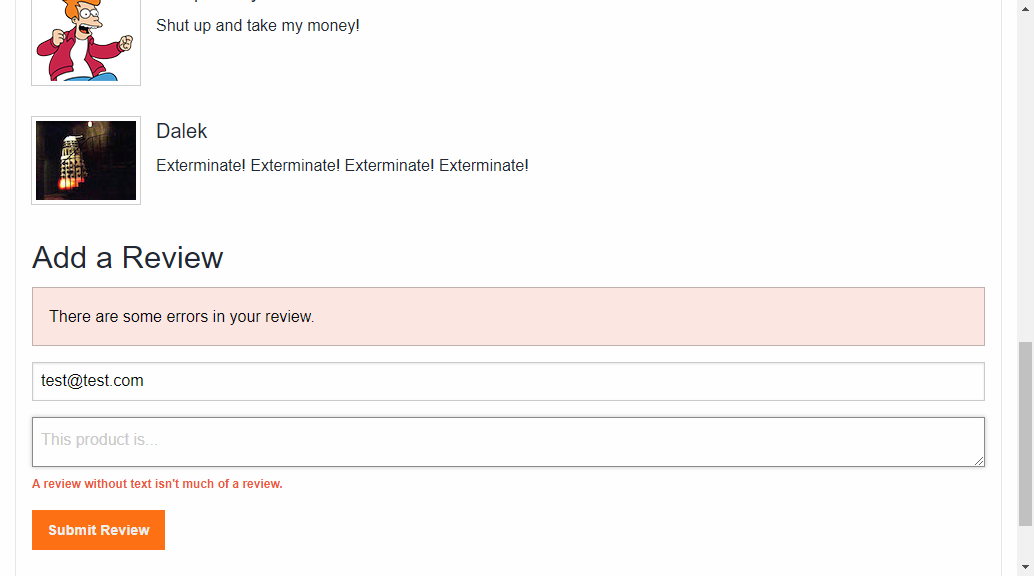 Shut up and take my money!
Dalek
Exterminate! Exterminate! Exterminate! Exterminate!
Add a Review
There are some errors in your review.
test@test.com
This product is...
A review without text isn't much of a review.
Submit Review